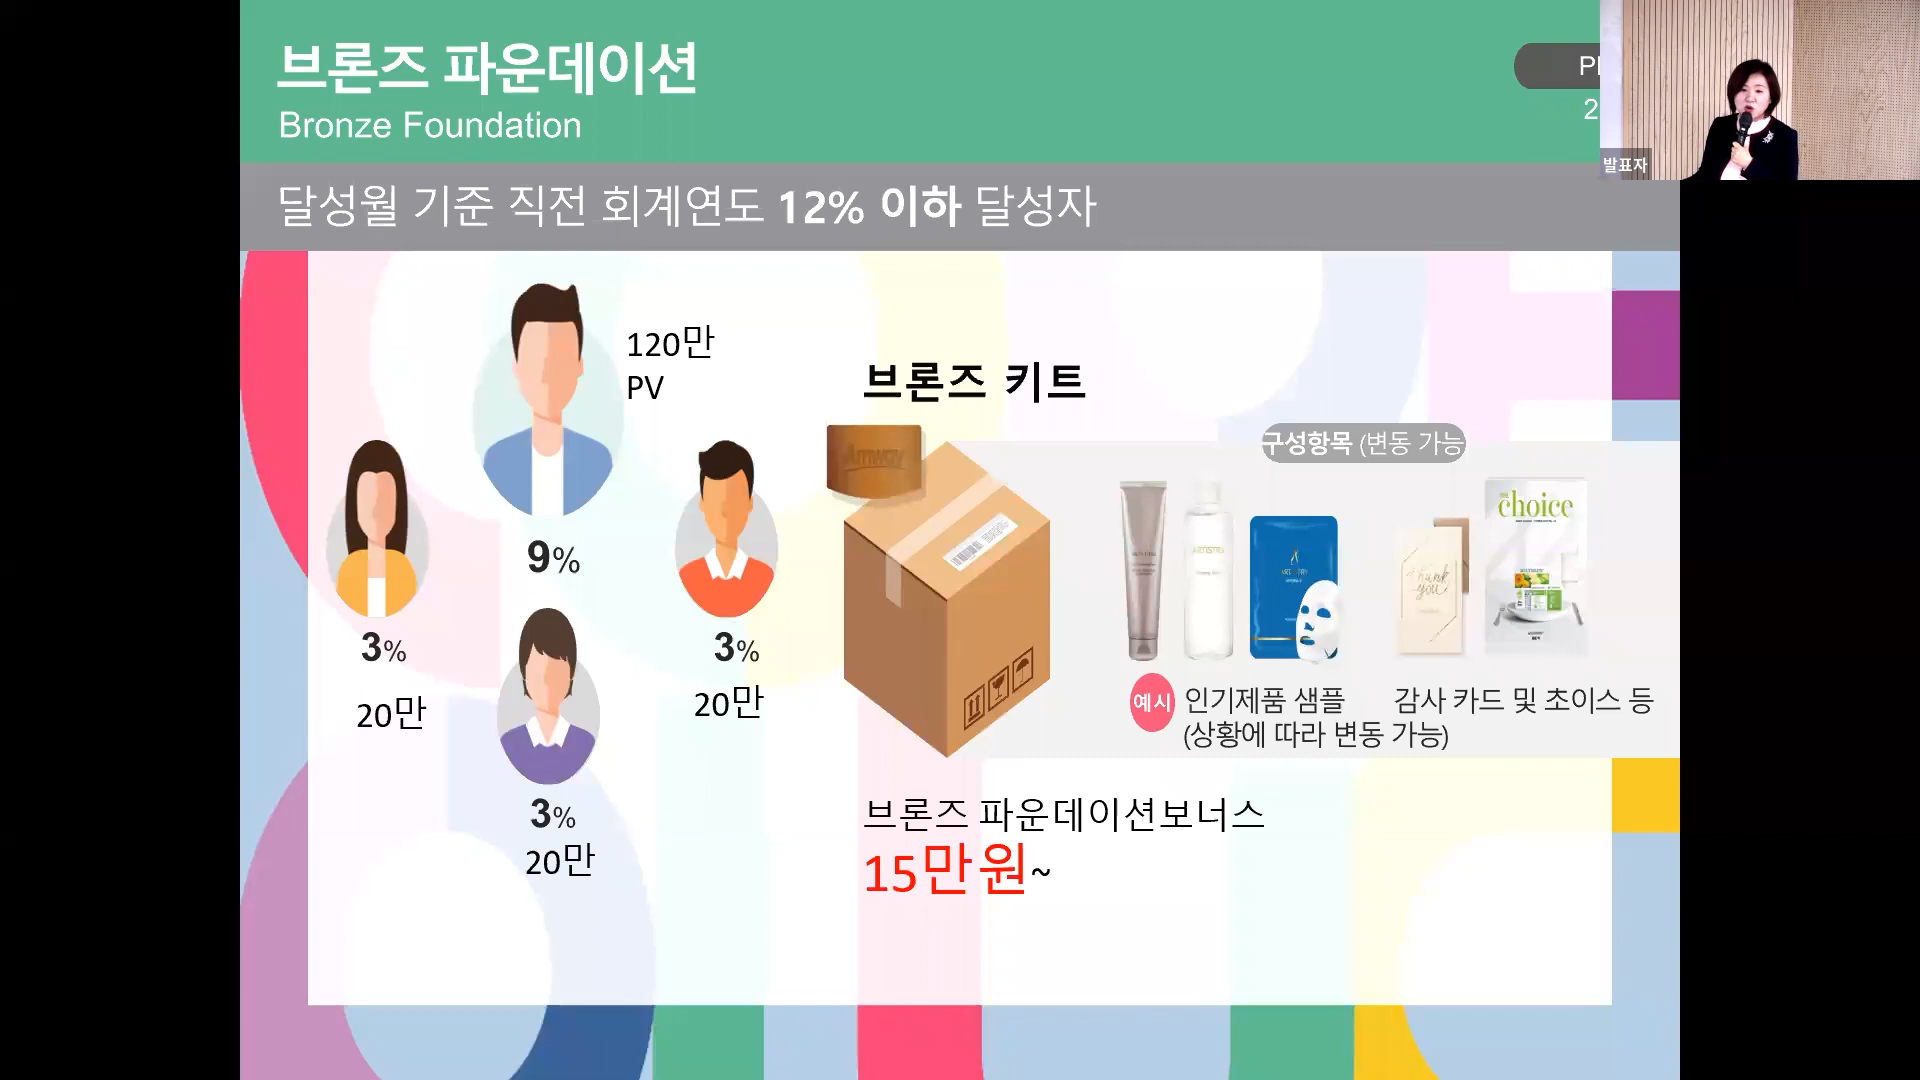 브론즈 파운데이션
Bronze Foundation
발표자
달성월 기준 직전 회계연도 12% 이하 달성자
120만
PV
9%
3%
20만
3%
20만
3%
20만
브론즈 키트
Amway
구성항목 (변동 가능
ARTISTRY
choice
thank
you
예시 인기제품 샘플
(상황에 따라 변동 가능)
감사 카드 및 초이스 등
브론즈 파운데이션보너스
15만원~